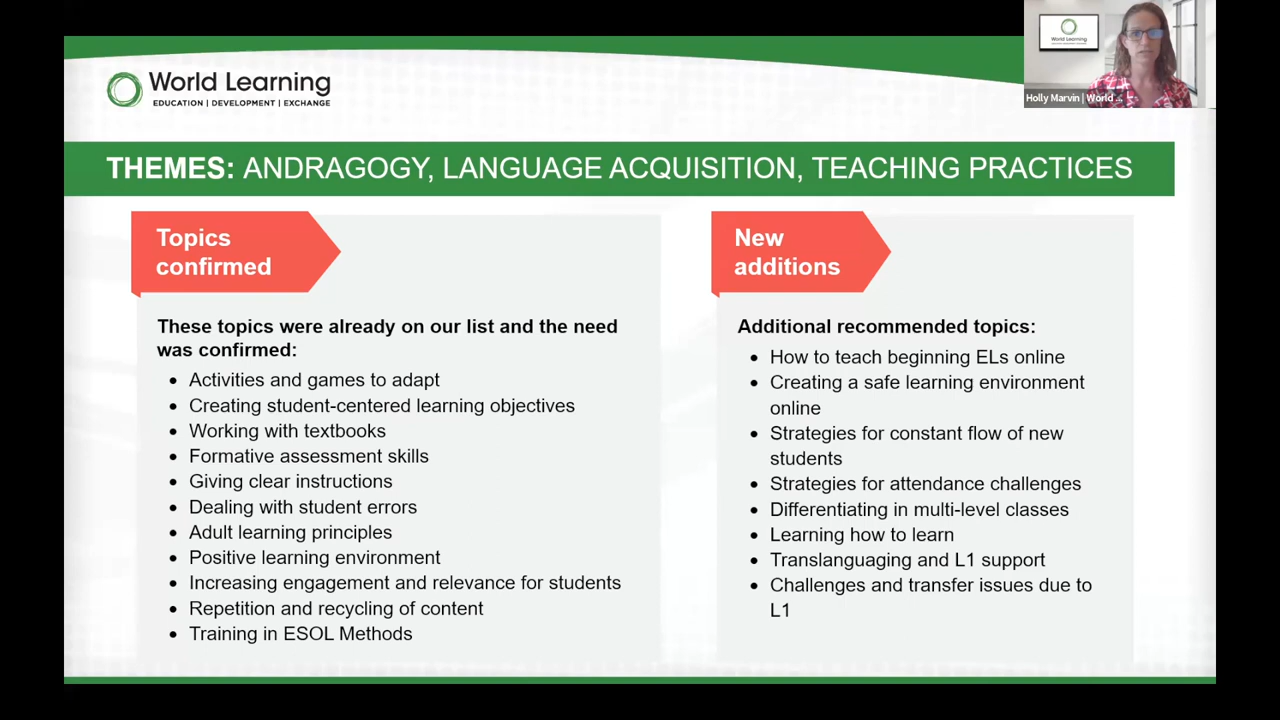 World Learning
EDUCATION | DEVELOPMENT | EXCHANGE
World Learning
Holly Marvin | World ...
THEMES: ANDRAGOGY, LANGUAGE ACQUISITION, TEACHING PRACTICES
Topics
confirmed
These topics were already on our list and the need
was confirmed:
• Activities and games to adapt
• Creating student-centered learning objectives
• Working with textbooks
• Formative assessment skills
• Giving clear instructions
• Dealing with student errors
• Adult learning principles
• Positive learning environment
• Increasing engagement and relevance for students
• Repetition and recycling of content
• Training in ESOL Methods
New
additions
Additional recommended topics:
• How to teach beginning ELs online
• Creating a safe learning environment
online
• Strategies for constant flow of new
students
• Strategies for attendance challenges
• Differentiating in multi-level classes
• Learning how to learn
• Translanguaging and L1 support
• Challenges and transfer issues due to
L1